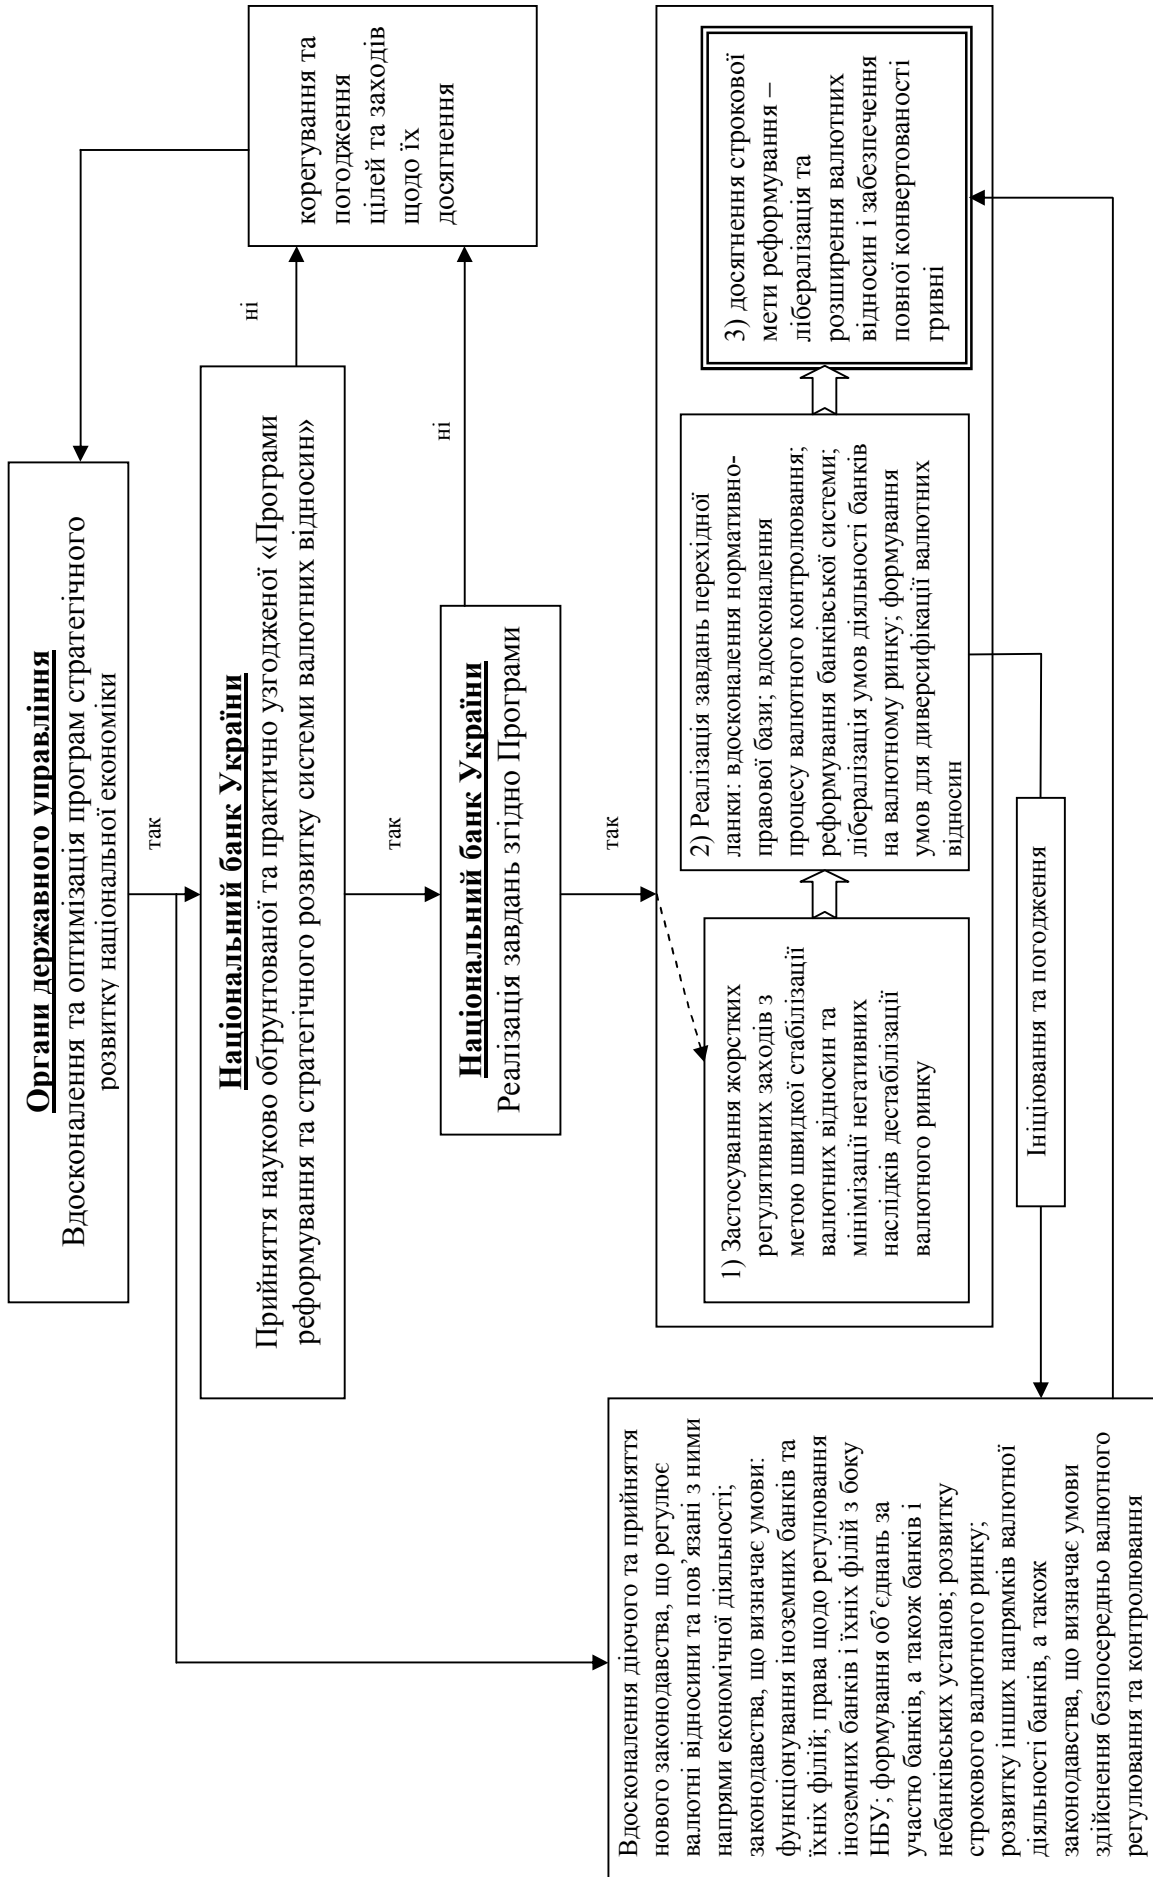 Органи державного управління
Вдосконалення та оптимізація програм стратегічного
розвитку національної економіки
так
Національний банк України
Прийняття науково обґрунтованої та практично узгодженої «Програми
реформування та стратегічного розвитку системи валютних відносин»
ні
корегування та
погодження
цілей та заходів
щодо їх
досягнення
так
Національний банк України
Реалізація завдань згідно Програми
ні
так
1) Застосування жорстких
регулятивних заходів з
метою швидкої стабілізації
валютних відносин та
мінімізації негативних
наслідків дестабілізації
валютного ринку
2) Реалізація завдань перехідної
ланки: вдосконалення нормативно-
правової бази; вдосконалення
процесу валютного контролювання;
реформування банківської системи;
лібералізація умов діяльності банків
на валютному ринку; формування
умов для диверсифікації валютних
відносин
3) досягнення строкової
мети реформування –
лібералізація та
розширення валютних
відносин і забезпечення
повної конвертованості
гривні
Ініціювання та погодження
Вдосконалення діючого та прийняття
нового законодавства, що регулює
валютні відносини та пов’язані з ними
напрями економічної діяльності;
законодавства, що визначає умови:
функціонування іноземних банків та
їхніх філій; права щодо регулювання
іноземних банків і їхніх філій з боку
НБУ; формування об’єднань за
участю банків, а також банків і
небанківських установ; розвитку
строкового валютного ринку;
розвитку інших напрямків валютної
діяльності банків, а також
законодавства, що визначає умови
здійснення безпосередньо валютного
регулювання та контролювання